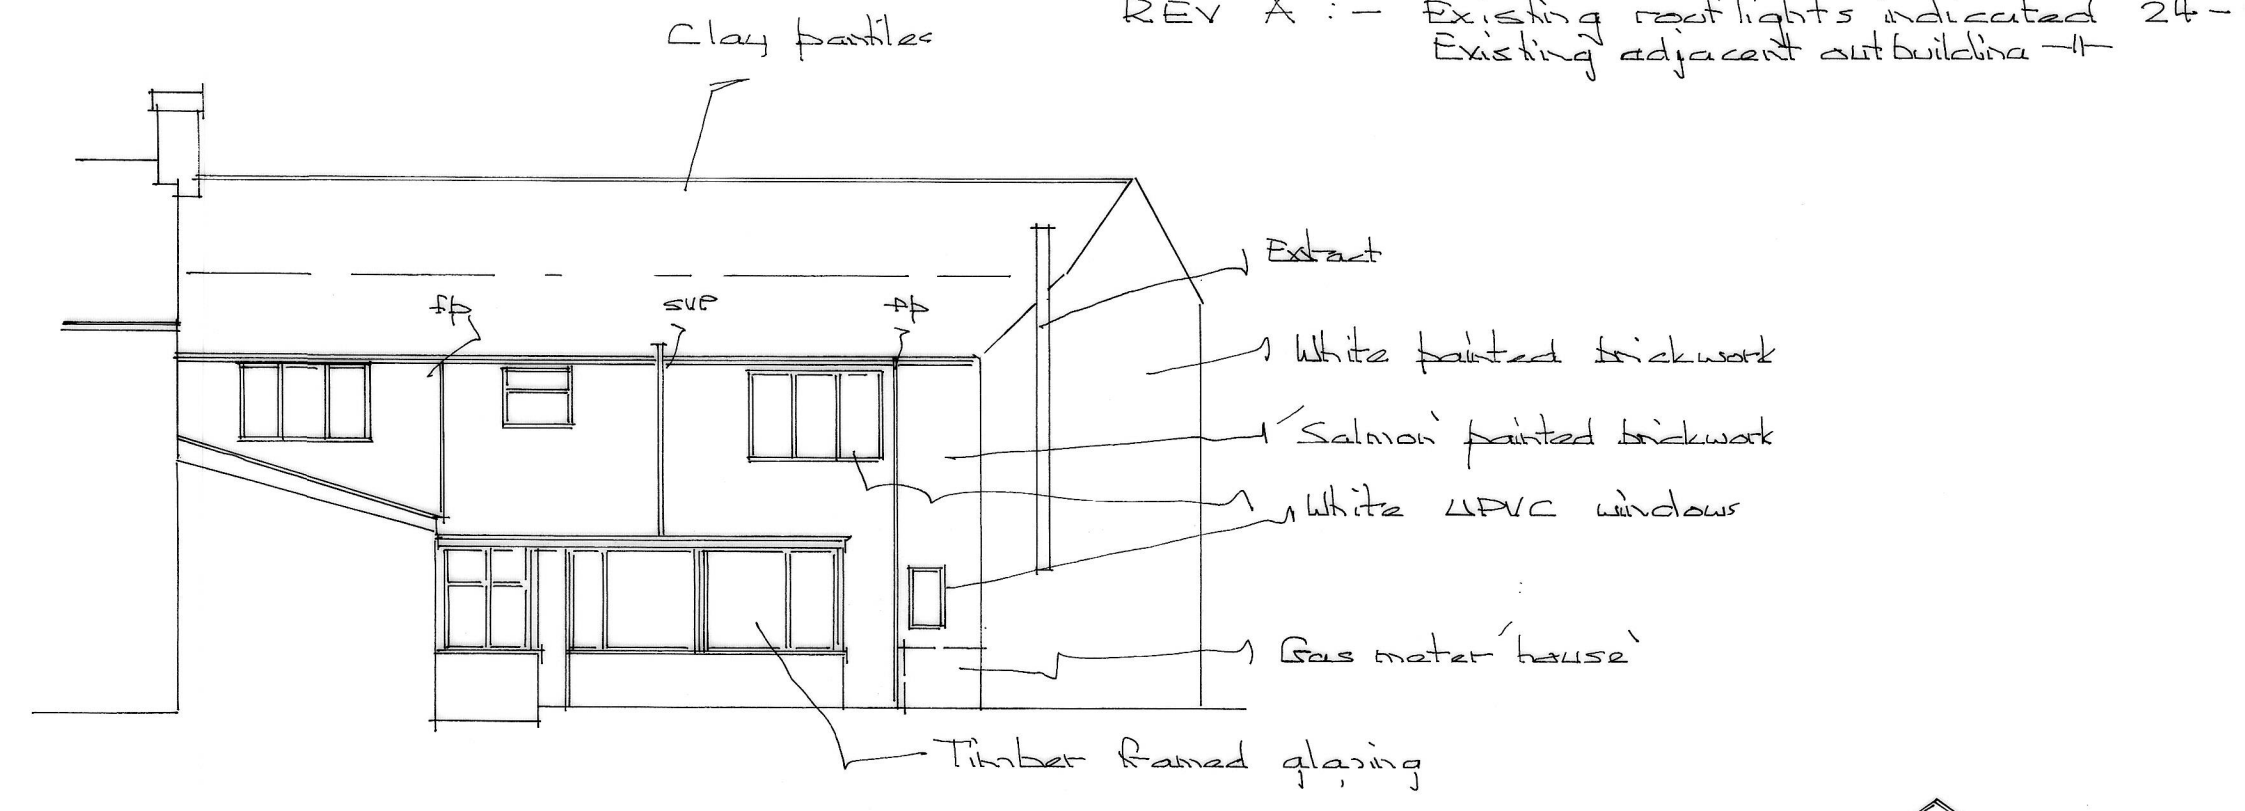 REV A :- Existing rooflights indicated 24-
Existing adjacent outbuilding -11-
Clay pantiles
Extract
fp
svp
fp
White painted brickwork
'Salmon' painted brickwork
White UPVC windows
Gas meter 'house'
Timber framed glazing